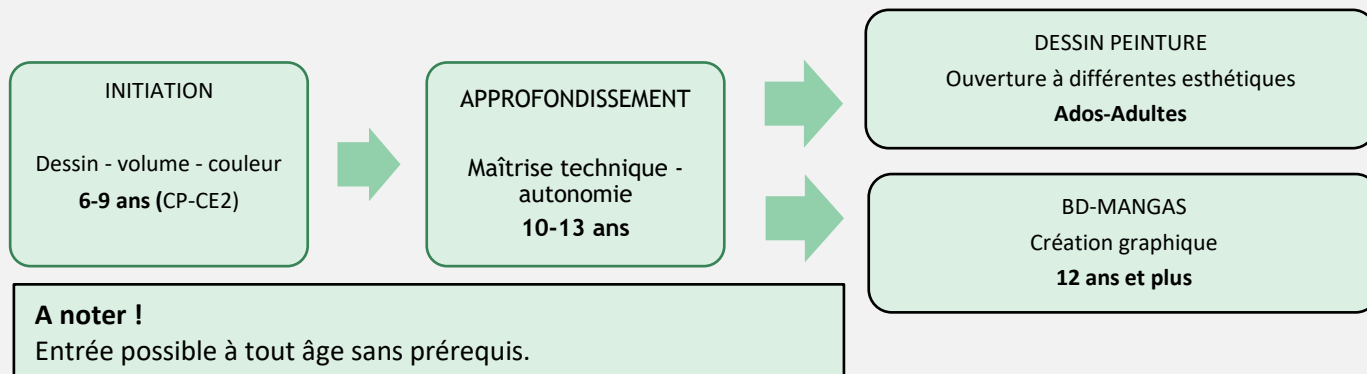 INITIATION
Dessin - volume - couleur
6-9 ans (CP-CE2)
APPROFONDISSEMENT
Maîtrise technique -
autonomie
10-13 ans
DESSIN PEINTURE
Ouverture à différentes esthétiques
Ados-Adultes
BD-MANGAS
Création graphique
12 ans et plus
A noter !
Entrée possible à tout âge sans prérequis.